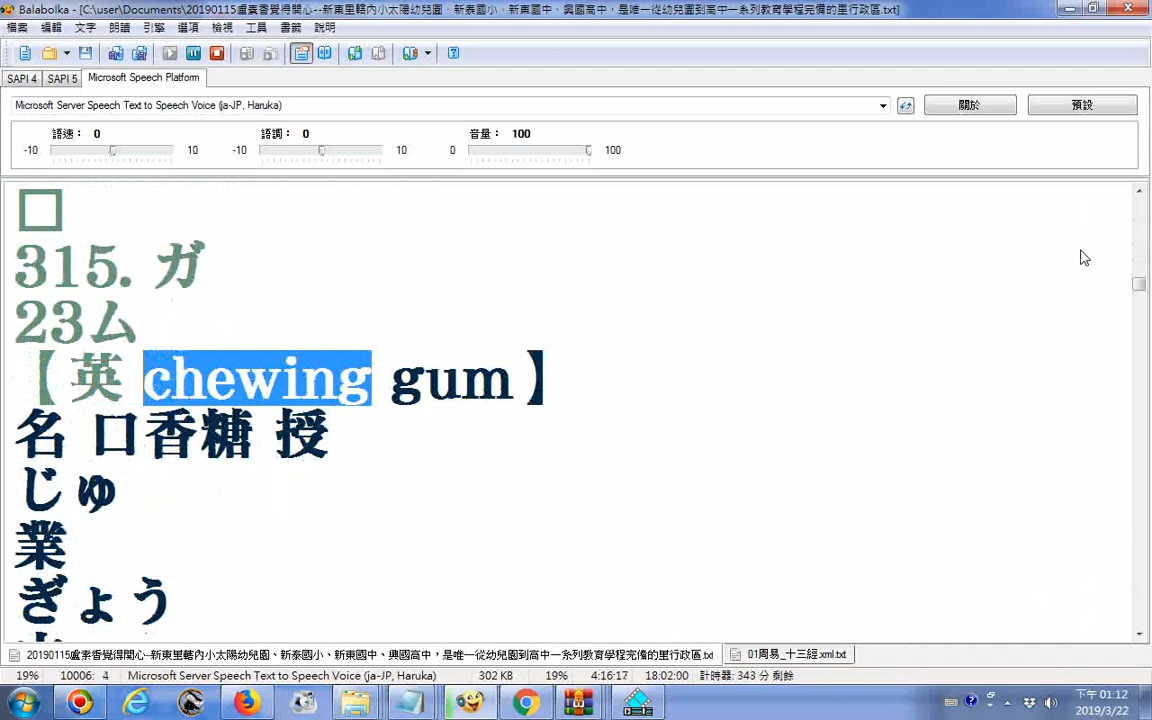 Balabolka - [C:\user\Documents\20190115盧素香覺得開心--新東里轄內小太陽幼兒園、新泰國小、新東國中、興國高中，是唯一從幼兒園到高中一系列教育學程完備的里行政區.txt]
檔案 編輯 文字 朗讀 引擎 選項 檢視 工具 書籤 說明
SAPI 4 SAPI 5 Microsoft Speech Platform
Microsoft Server Speech Text to Speech Voice (ja-JP, Haruka) 關於 預設
語速： 0 語調： 0 音量： 100
-10 10 -10 10 0 100
口
315. ガ
23ム
【 英 chewing gum 】
名 口香糖 授
じゅ
業
ぎょう
20190115盧素香覺得開心--新東里轄內小太陽幼兒園、新泰國小、新東國中、興國高中，是唯一從幼兒園到高中一系列教育學程完備的里行政區.txt 01周易_十三經.xml.txt
19% 10006: 4 Microsoft Server Speech Text to Speech Voice (ja-JP, Haruka) 302 KB 19% 4:16:17 18:02:00 計時器: 343 分 剩餘
下午 01:12
2019/3/22